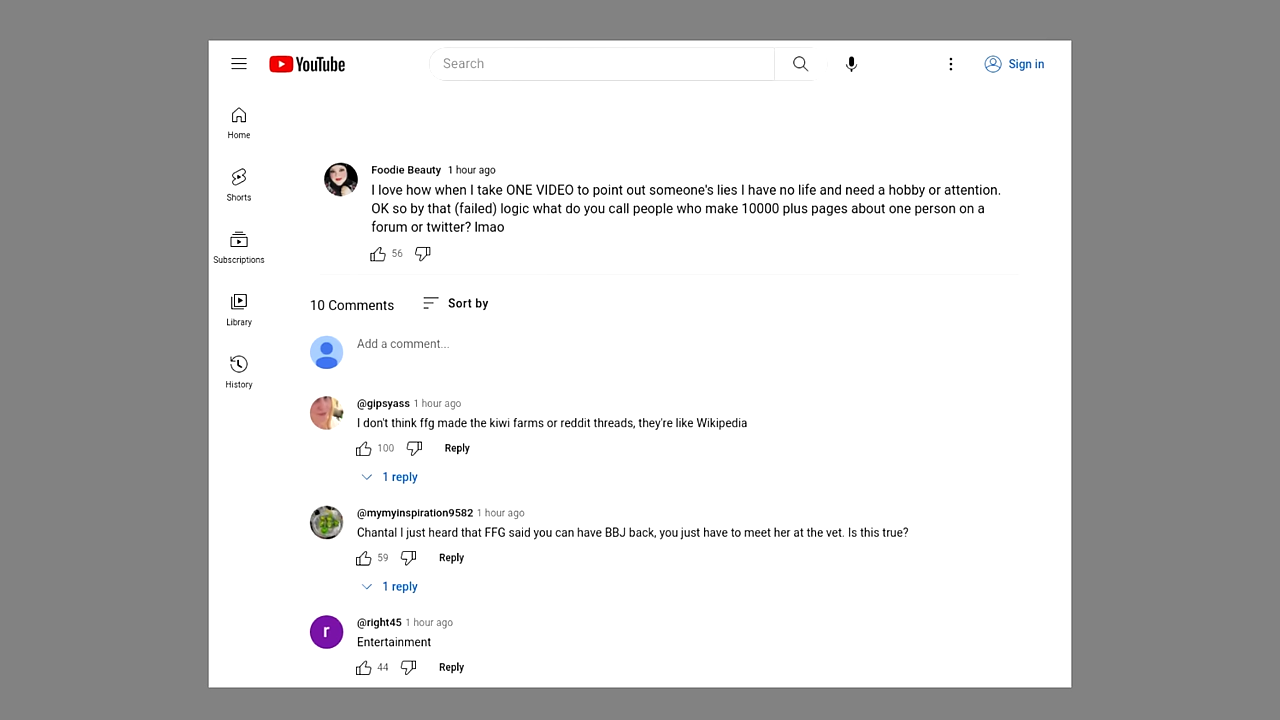 YouTube
Search
Sign in
Home
Shorts
Subscriptions
Library
History
Foodie Beauty 1 hour ago
I love how when I take ONE VIDEO to point out someone's lies I have no life and need a hobby or attention.
OK so by that (failed) logic what do you call people who make 10000 plus pages about one person on a
forum or twitter? lmao
56
10 Comments
Sort by
Add a comment...
@gipsyass 1 hour ago
I don't think ffg made the kiwi farms or reddit threads, they're like Wikipedia
100 Reply
1 reply
@mymyinspiration9582 1 hour ago
Chantal I just heard that FFG said you can have BBJ back, you just have to meet her at the vet. Is this true?
59 Reply
1 reply
r
@right45 1 hour ago
Entertainment
44 Reply